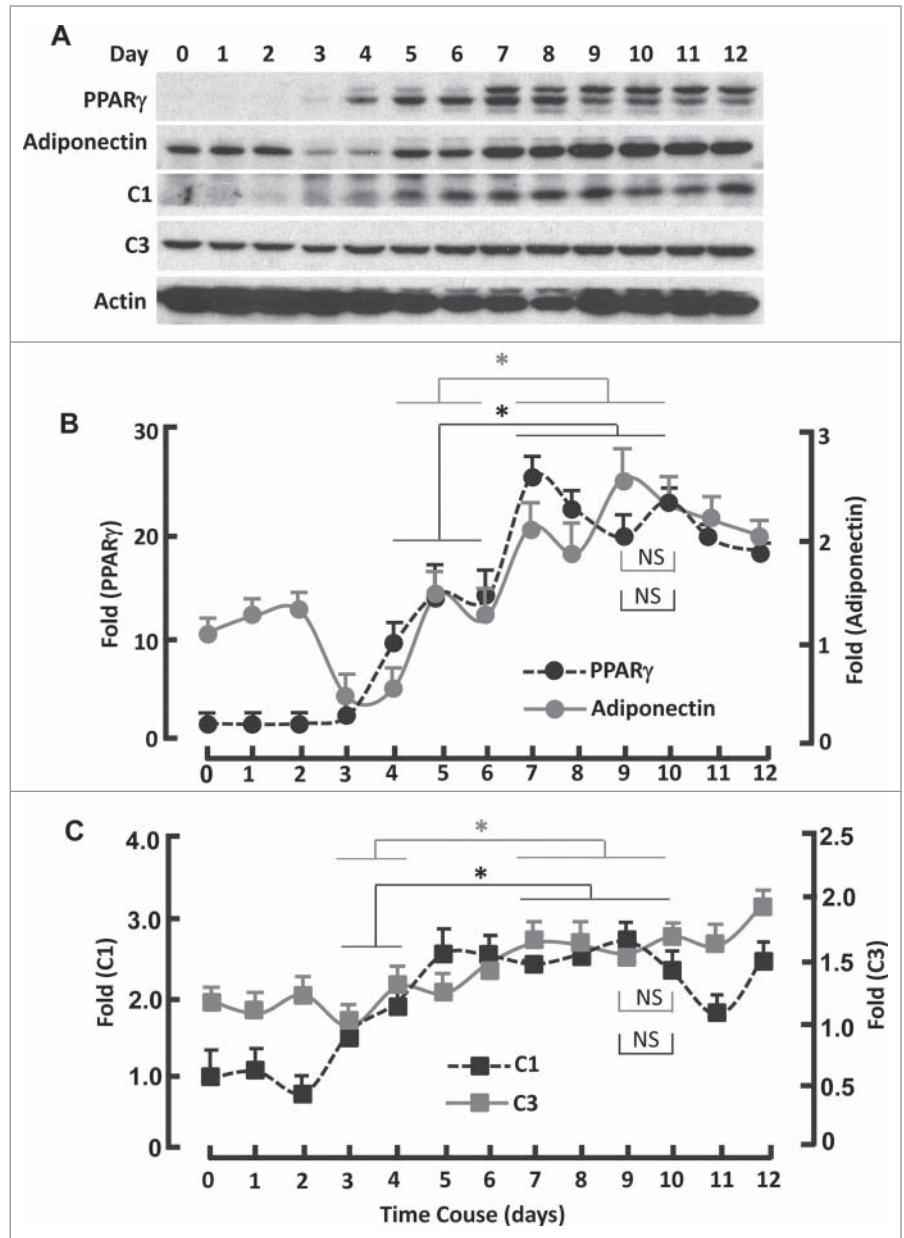 A
Day 0 1 2 3 4 5 6 7 8 9 10 11 12
PPARγ
Adiponectin
C1
C3
Actin
B
*
*
30
20
10
0
Fold (PPARγ)
3
2
1
0
Fold (Adiponectin)
NS
NS
PPARγ
Adiponectin
0 1 2 3 4 5 6 7 8 9 10 11 12
C
*
*
4.0
3.0
2.0
1.0
0
Fold (C1)
2.5
2.0
1.5
1.0
0.5
0
Fold (C3)
NS
NS
C1
C3
0 1 2 3 4 5 6 7 8 9 10 11 12
Time Couse (days)